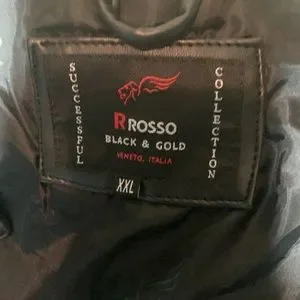 SUCCESSFUL
RROSSO
BLACK & GOLD
VENETO, ITALIA
COLLECTION
XXL